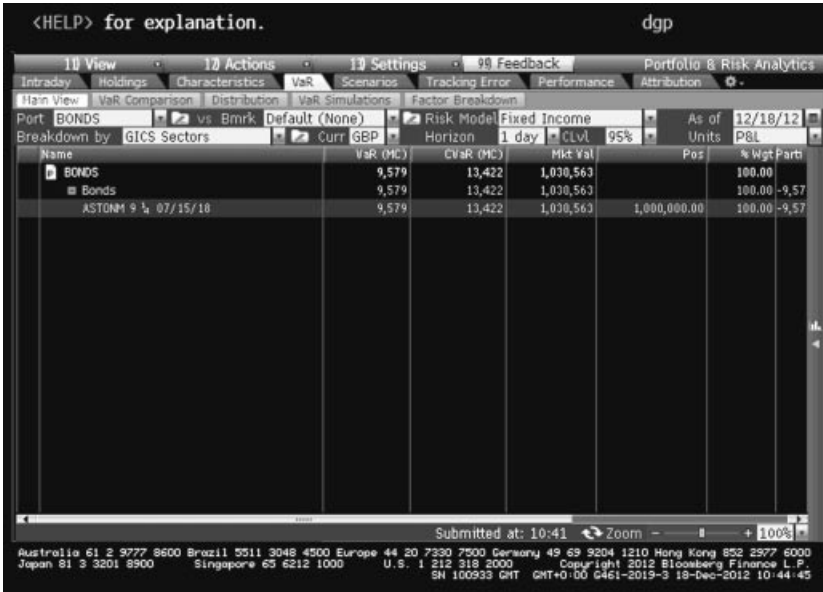 <HELP> for explanation. dgp
11) View 12) Actions 13) Settings 99) Feedback Portfolio & Risk Analytics
Intraday Holdings Characteristics VaR Scenarios Tracking Error Performance Attribution
Main View VaR Comparison Distribution VaR Simulations Factor Breakdown
Port BONDS vs Bmrk Default (None) Risk Model Fixed Income As of 12/18/12
Breakdown by GICS Sectors Curr GBP Horizon 1 day CLvl 95% Units P&L
Name VaR (MC) CVaR (MC) Mkt Val Pos % Wgt Parti
P BONDS 9,579 13,422 1,030,563 100.00
Bonds 9,579 13,422 1,030,563 100.00 -9,57
ASTONM 9 ¼ 07/15/18 9,579 13,422 1,030,563 1,000,000.00 100.00 -9,57
Submitted at: 10:41 Zoom - + 100%
Australia 61 2 9777 8600 Brazil 5511 3048 4500 Europe 44 20 7330 7500 Germany 49 69 9204 1210 Hong Kong 852 2977 6000
Japan 81 3 3201 8900 Singapore 65 6212 1000 U.S. 1 212 318 2000 Copyright 2012 Bloomberg Finance L.P.
SN 100933 GMT GMT+0:00 G461-2019-3 18-Dec-2012 10:44:45